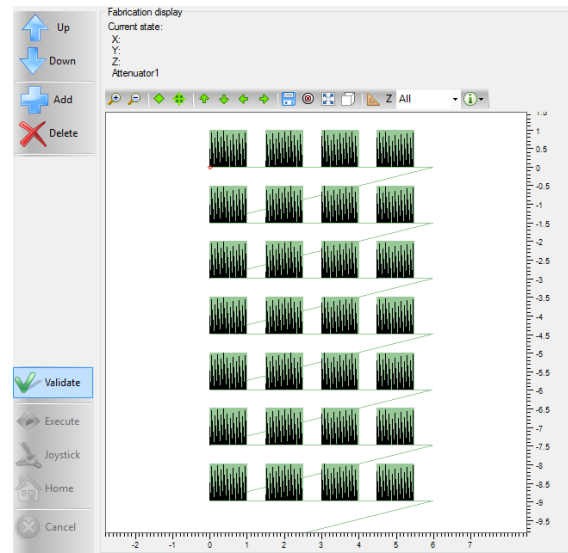 Fabrication display
Current state:
X:
Y:
Z:
Attenuator1
Up
Down
Add
Delete
Z All
1.5
1
0.5
0
-0.5
-1
-1.5
-2
-2.5
-3
-3.5
-4
-4.5
-5
-5.5
-6
-6.5
-7
-7.5
-8
-8.5
-9
-9.5
Validate
Execute
Joystick
Home
Cancel
-2 -1 0 1 2 3 4 5 6 7